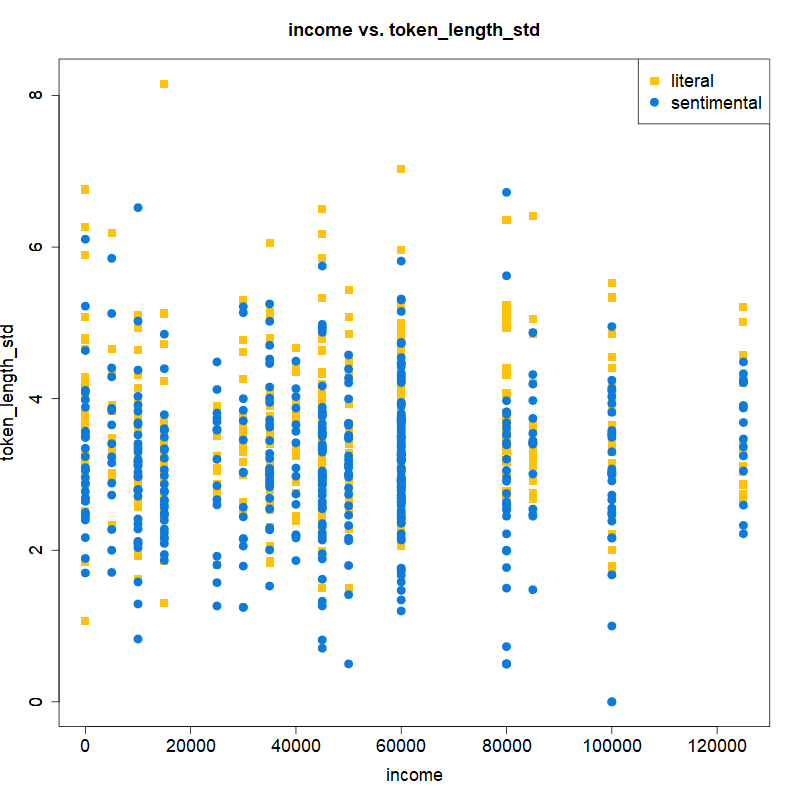 income vs. token_length_std
literal
sentimental
token_length_std
8
6
4
2
0
0 20000 40000 60000 80000 100000 120000
income